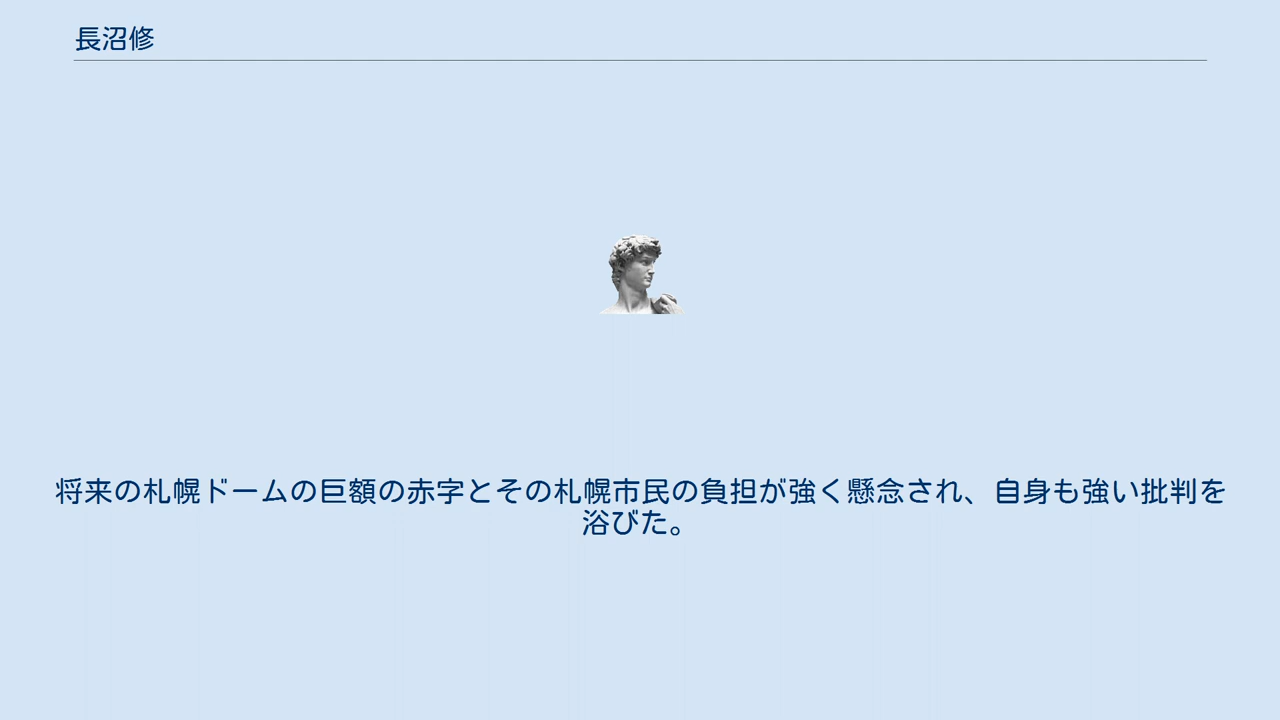 長沼修
将来の札幌ドームの巨額の赤字とその札幌市民の負担が強く懸念され、自身も強い批判を
浴びた。